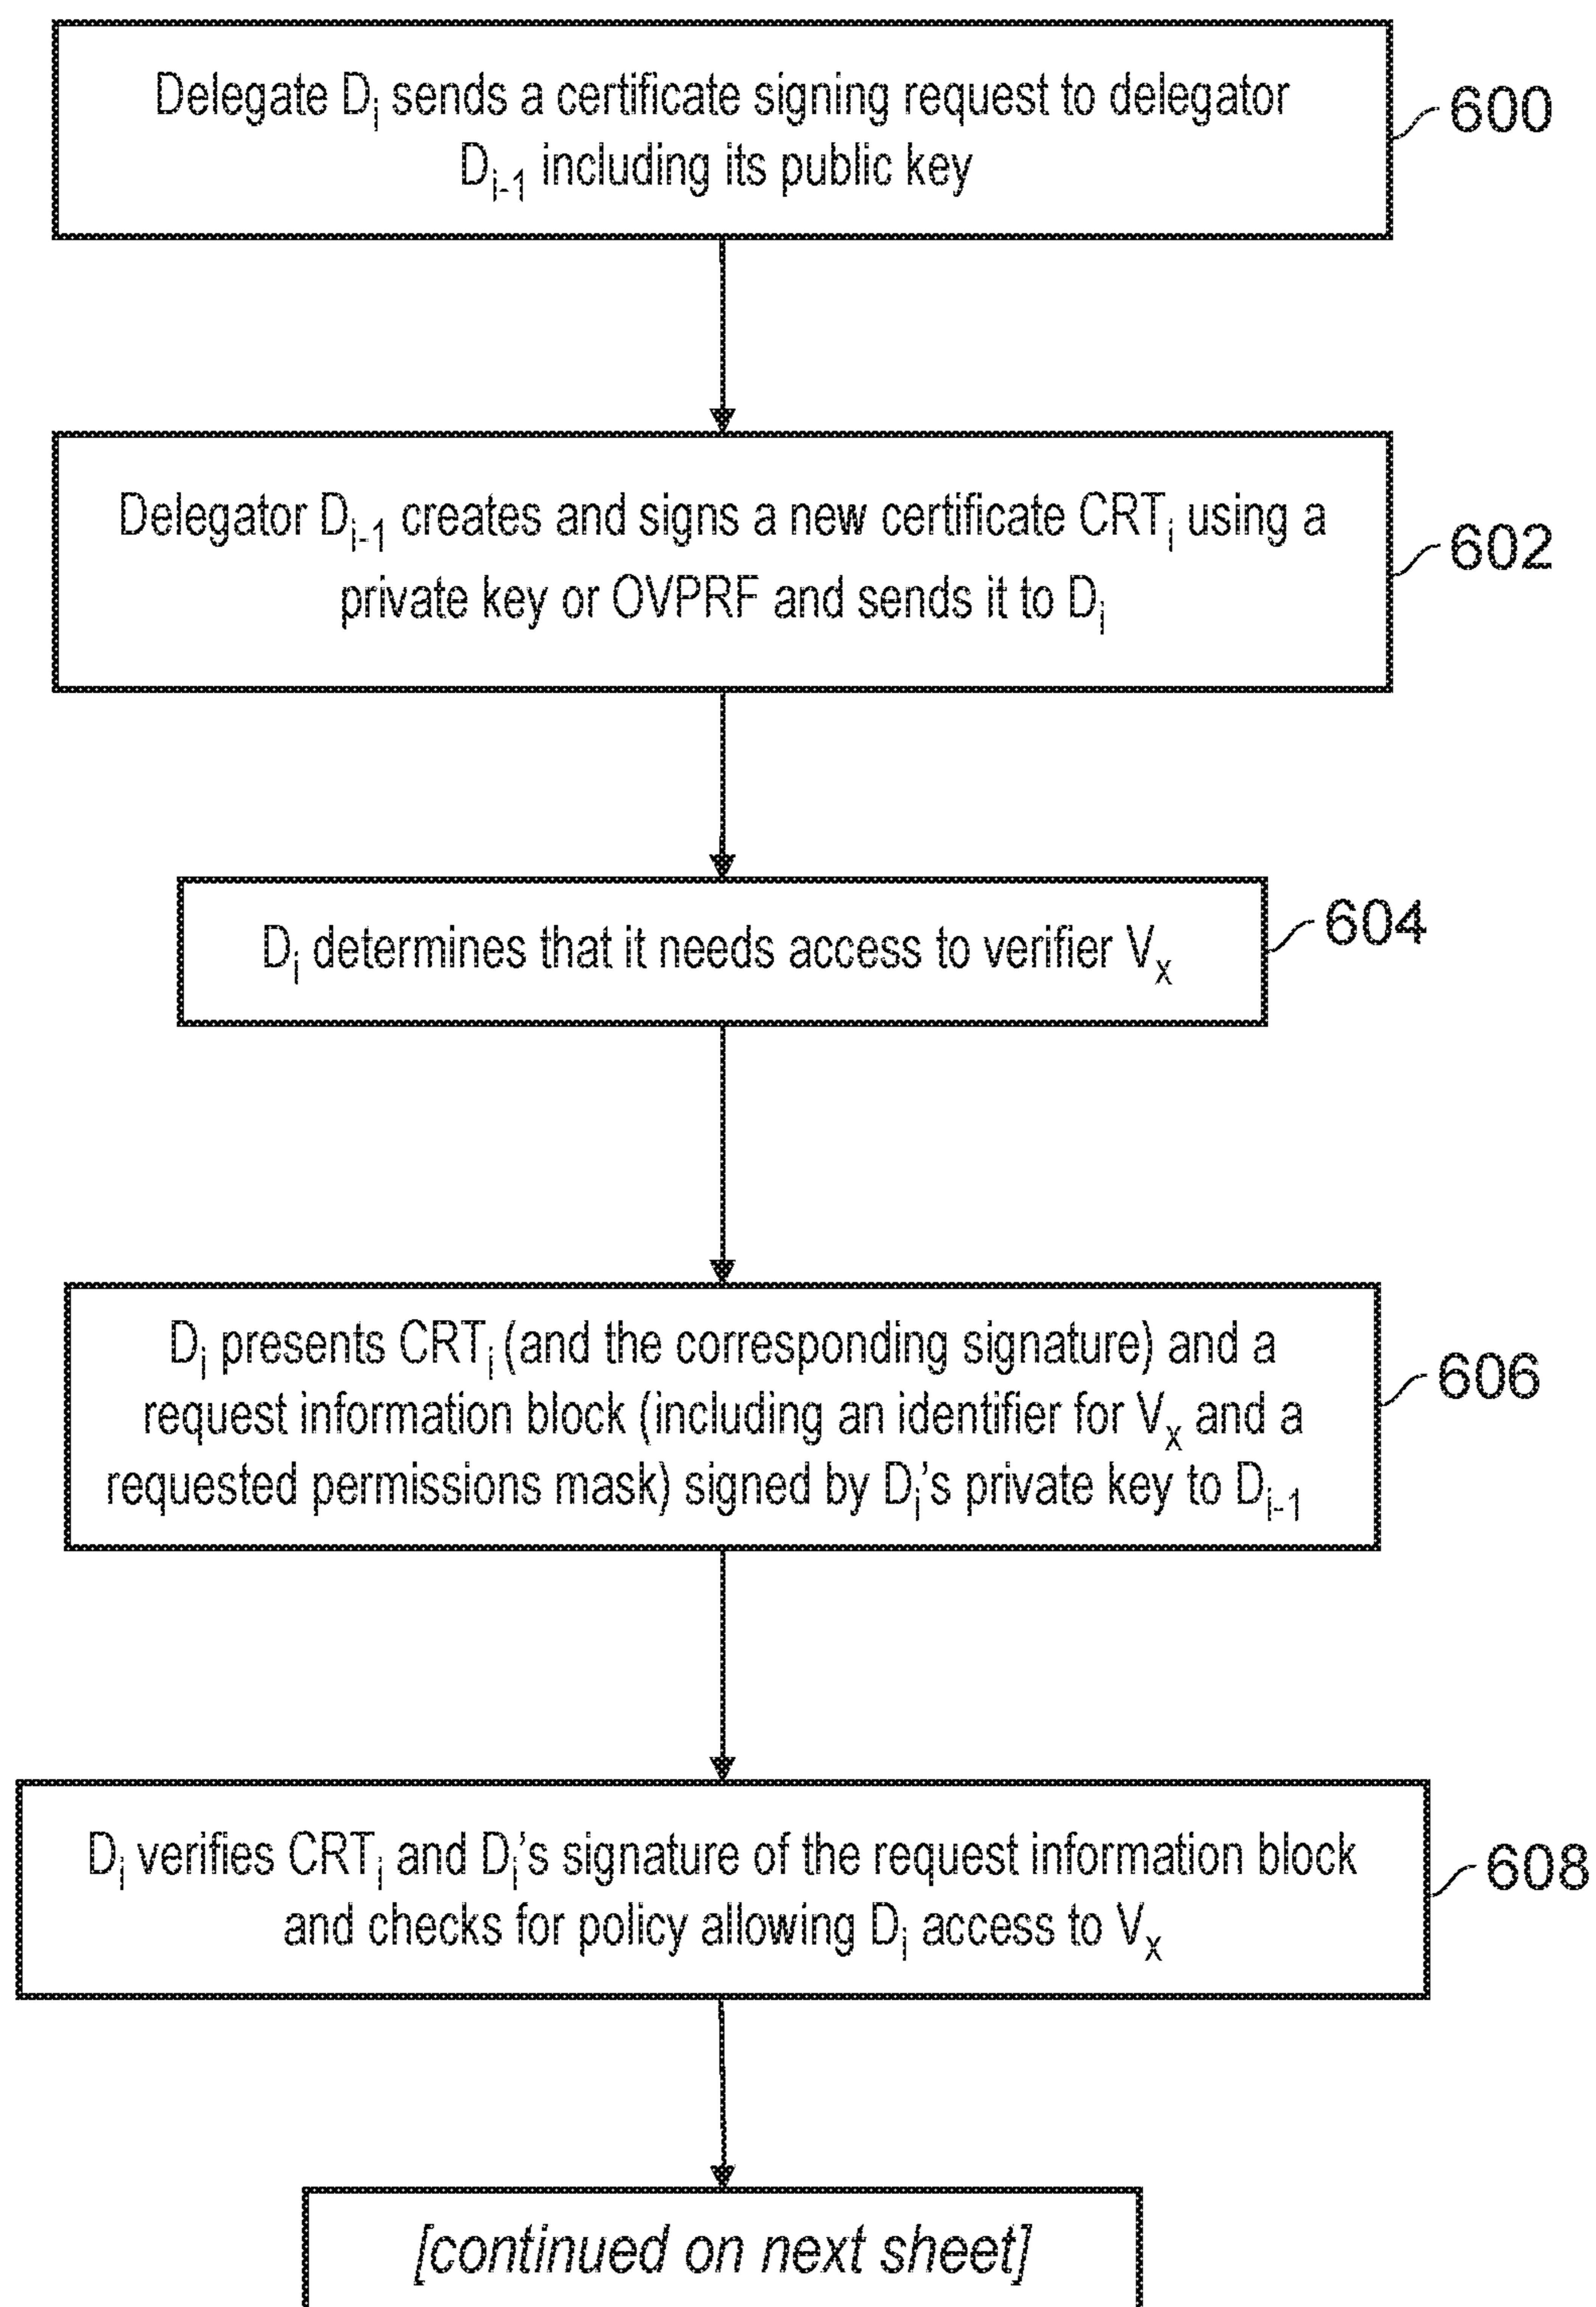 Delegate Di sends a certificate signing request to delegator
Di-1 including its public key
600
Delegator Di-1 creates and signs a new certificate CRTi using a
private key or OVPRF and sends it to Di
602
Di determines that it needs access to verifier Vx
604
Di presents CRTi (and the corresponding signature) and a
request information block (including an identifier for Vx and a
requested permissions mask) signed by Di's private key to Di-1
606
Di verifies CRTi and Di's signature of the request information block
and checks for policy allowing Di access to Vx
608
[continued on next sheet]